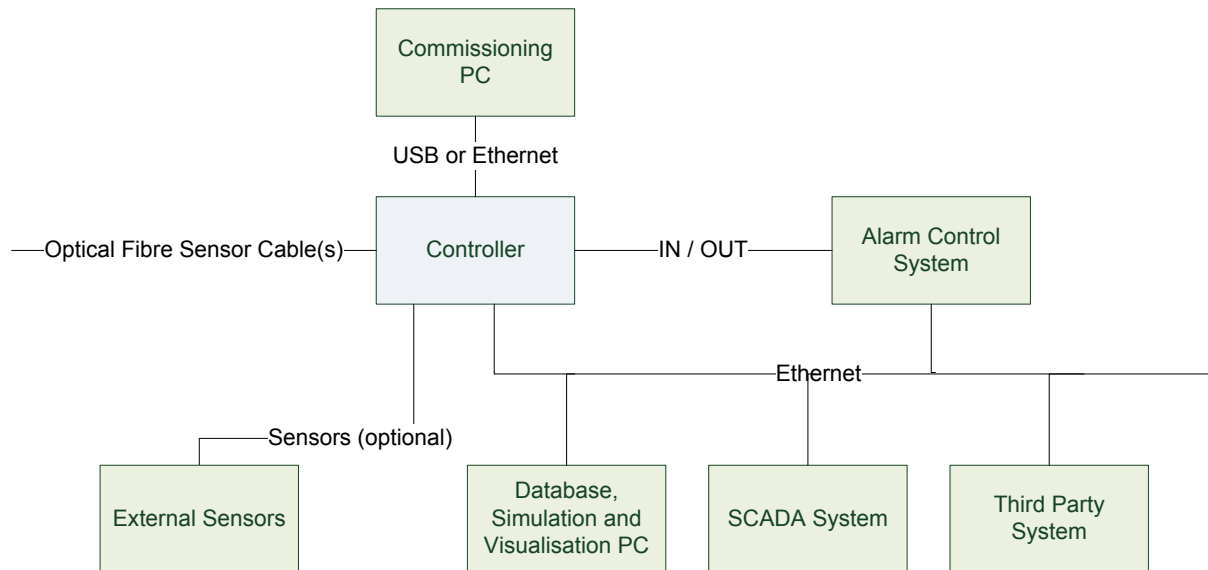 Commissioning
PC
USB or Ethernet
Optical Fibre Sensor Cable(s)
Controller
IN / OUT
Alarm Control
System
Ethernet
Sensors (optional)
External Sensors
Database,
Simulation and
Visualisation PC
SCADA System
Third Party
System